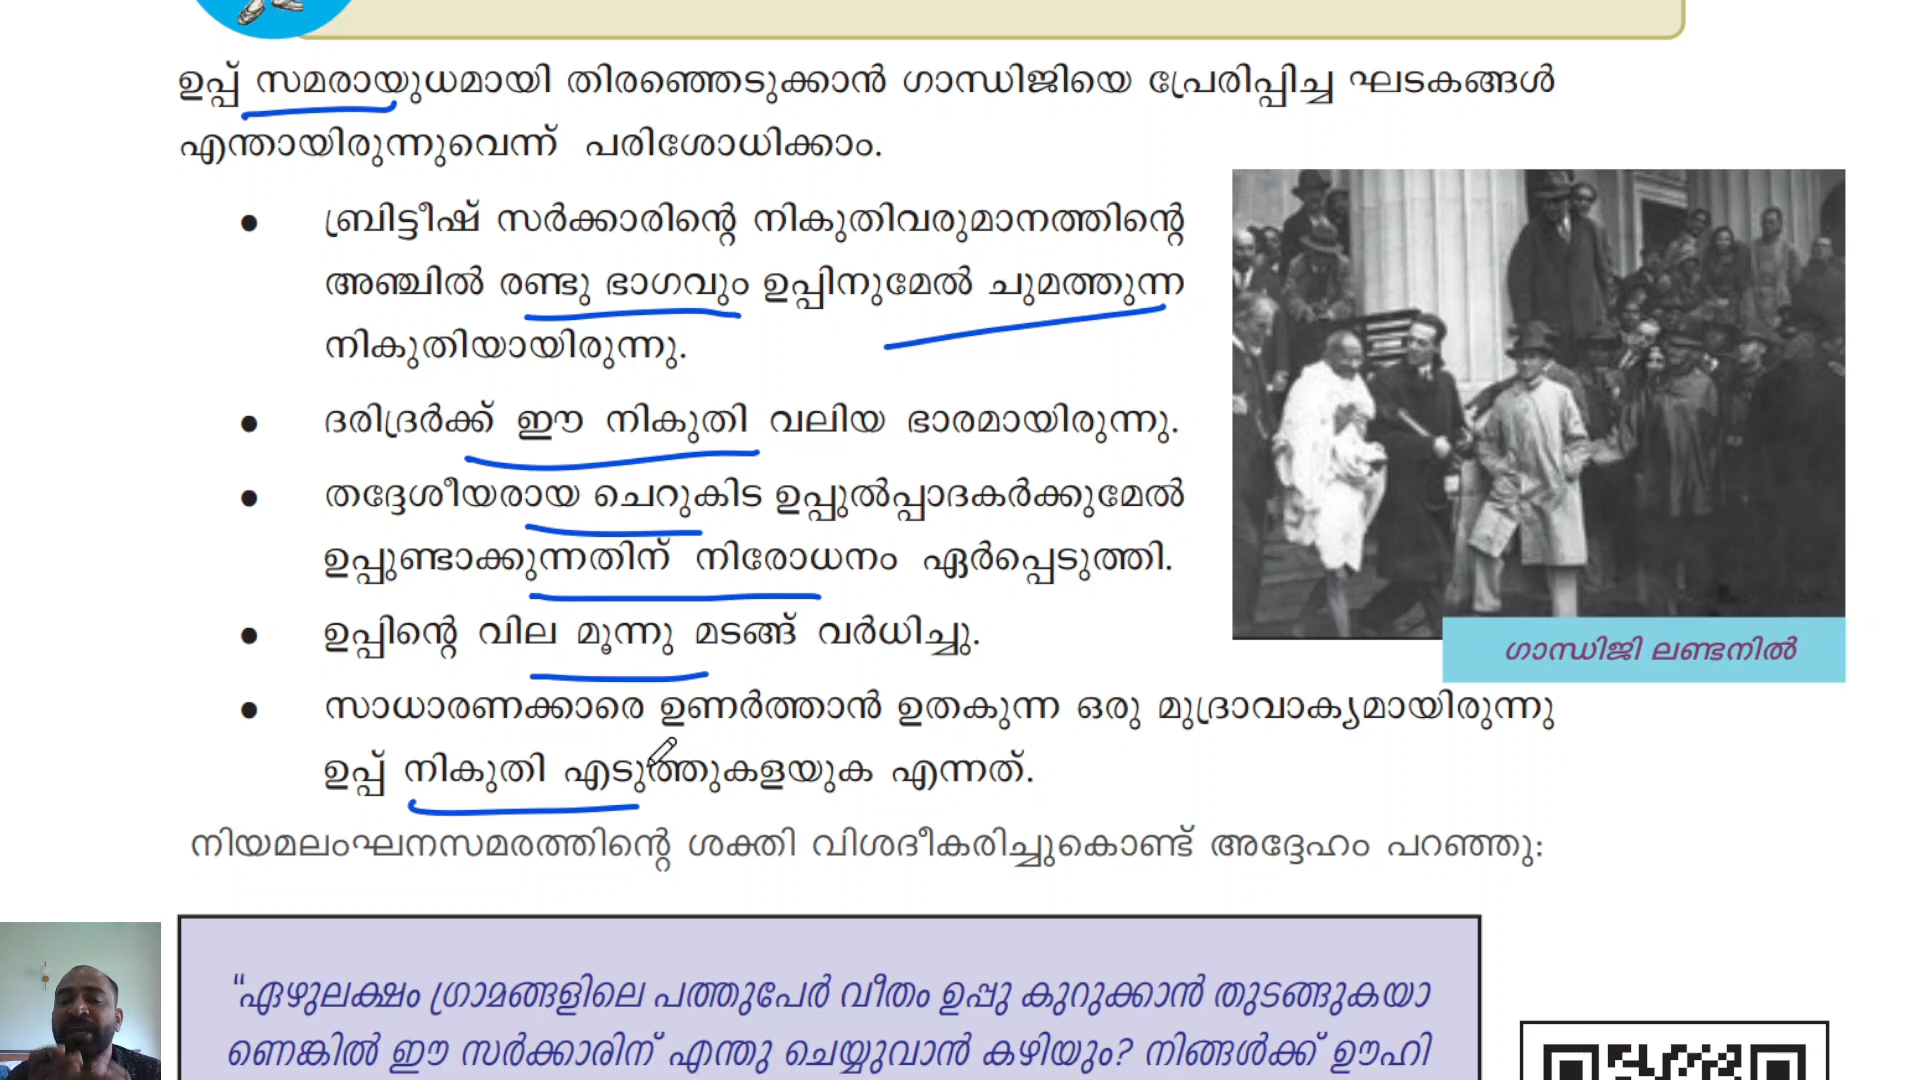 ഉപ്പ് സമരായുധമായി തിരഞ്ഞെടുക്കാൻ ഗാന്ധിജിയെ പ്രേരിപ്പിച്ച ഘടകങ്ങൾ
എന്തായിരുന്നുവെന്ന് പരിശോധിക്കാം.
● ബ്രിട്ടീഷ് സർക്കാരിന്റെ നികുതിവരുമാനത്തിന്റെ
അഞ്ചിൽ രണ്ടു ഭാഗവും ഉപ്പിനുമേൽ ചുമത്തുന്ന
നികുതിയായിരുന്നു.
● ദരിദ്രർക്ക് ഈ നികുതി വലിയ ഭാരമായിരുന്നു.
● തദ്ദേശീയരായ ചെറുകിട ഉപ്പുൽപ്പാദകർക്കുമേൽ
ഉപ്പുണ്ടാക്കുന്നതിന് നിരോധനം ഏർപ്പെടുത്തി.
● ഉപ്പിന്റെ വില മൂന്നു മടങ്ങ് വർധിച്ചു.
● സാധാരണക്കാരെ ഉണർത്താൻ ഉതകുന്ന ഒരു മുദ്രാവാക്യമായിരുന്നു
ഉപ്പ് നികുതി എടുത്തുകളയുക എന്നത്.
ഗാന്ധിജി ലണ്ടനിൽ
നിയമലംഘനസമരത്തിന്റെ ശക്തി വിശദീകരിച്ചുകൊണ്ട് അദ്ദേഹം പറഞ്ഞു:
“ഏഴുലക്ഷം ഗ്രാമങ്ങളിലെ പത്തുപേർ വീതം ഉപ്പു കുറുക്കാൻ തുടങ്ങുകയാ
ണെങ്കിൽ ഈ സർക്കാരിന് എന്തു ചെയ്യുവാൻ കഴിയും? നിങ്ങൾക്ക് ഊഹി